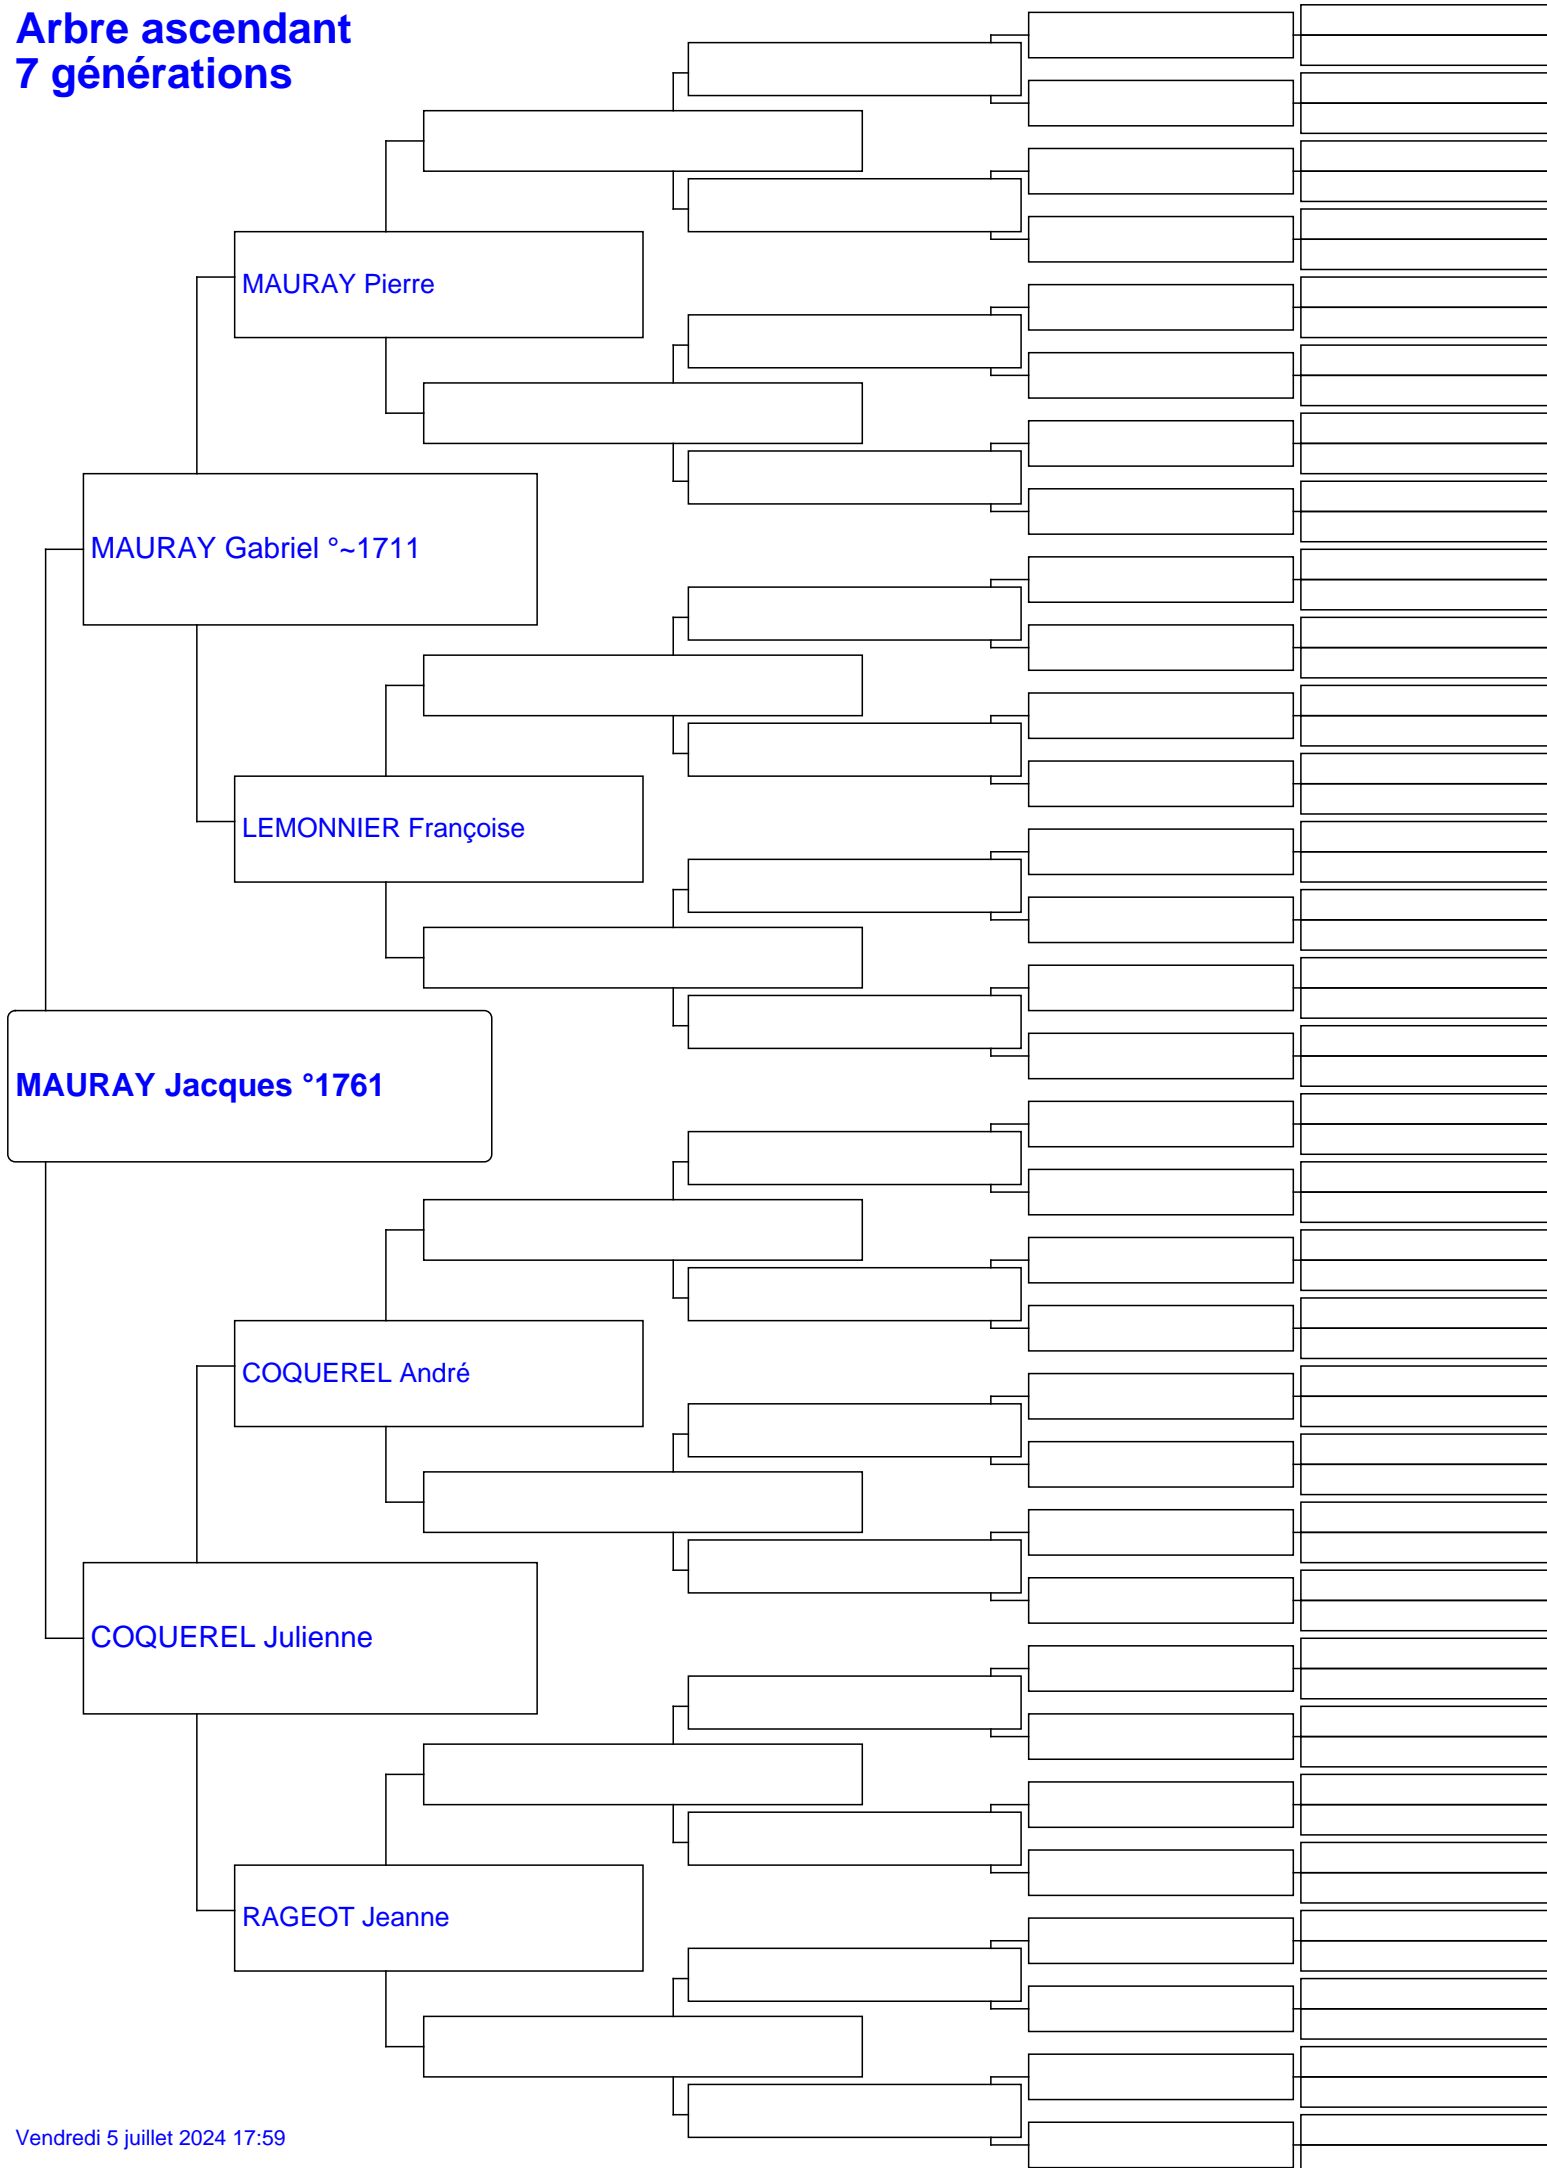 Arbre ascendant
7 générations
MAURAY Pierre
MAURAY Gabriel °~1711
LEMONNIER Françoise
MAURAY Jacques °1761
COQUEREL André
COQUEREL Julienne
RAGEOT Jeanne
Vendredi 5 juillet 2024 17:59